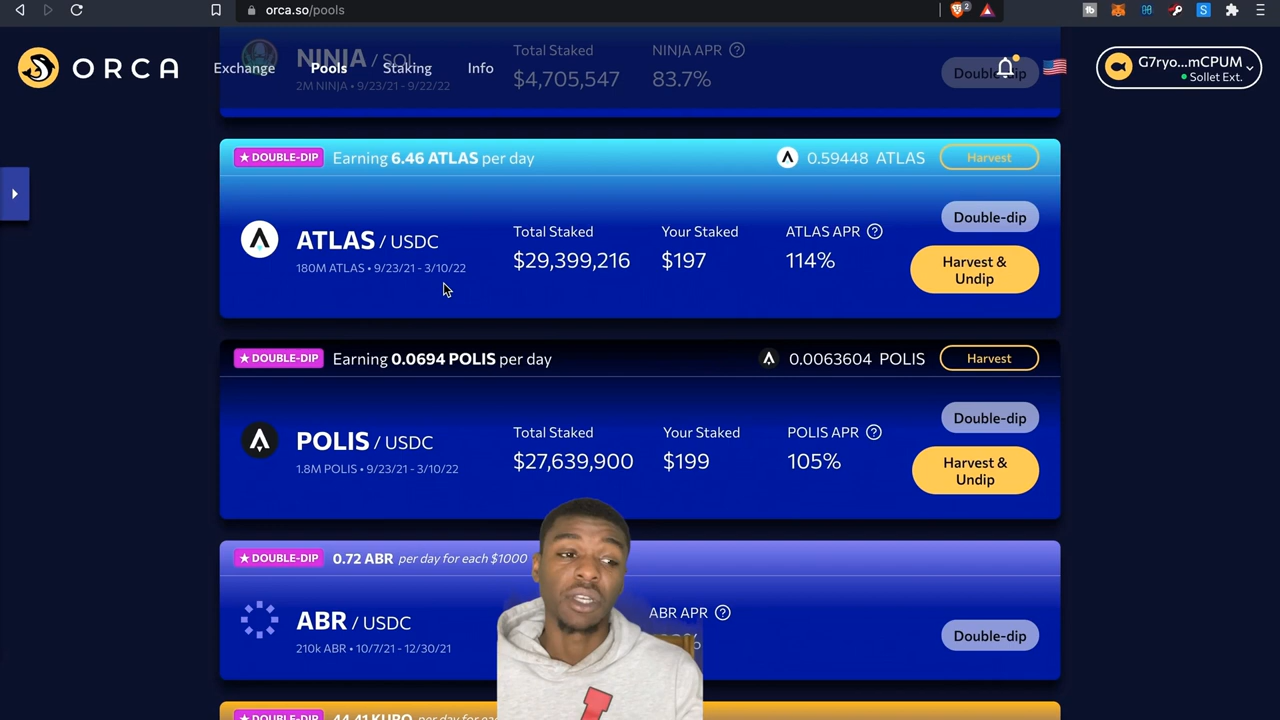 orca.so/pools
2
ORCA
Exchange
Pools
Staking
Info
G7ryo...mCPUM
Sollet Ext.
NINJA / SOL
2M NINJA • 9/23/21 - 9/22/22
Total Staked
$4,705,547
NINJA APR ?
83.7%
Double-dip
★ DOUBLE-DIP Earning 6.46 ATLAS per day
0.59448 ATLAS
Harvest
ATLAS / USDC
180M ATLAS • 9/23/21 - 3/10/22
Total Staked
$29,399,216
Your Staked
$197
ATLAS APR ?
114%
Double-dip
Harvest &
Undip
★ DOUBLE-DIP Earning 0.0694 POLIS per day
0.0063604 POLIS
Harvest
POLIS / USDC
1.8M POLIS • 9/23/21 - 3/10/22
Total Staked
$27,639,900
Your Staked
$199
POLIS APR ?
105%
Double-dip
Harvest &
Undip
★ DOUBLE-DIP 0.72 ABR per day for each $1000
ABR / USDC
210k ABR • 10/7/21 - 12/30/21
ABR APR ?
Double-dip
★ DOUBLE-DIP 44.41 KURO per day for